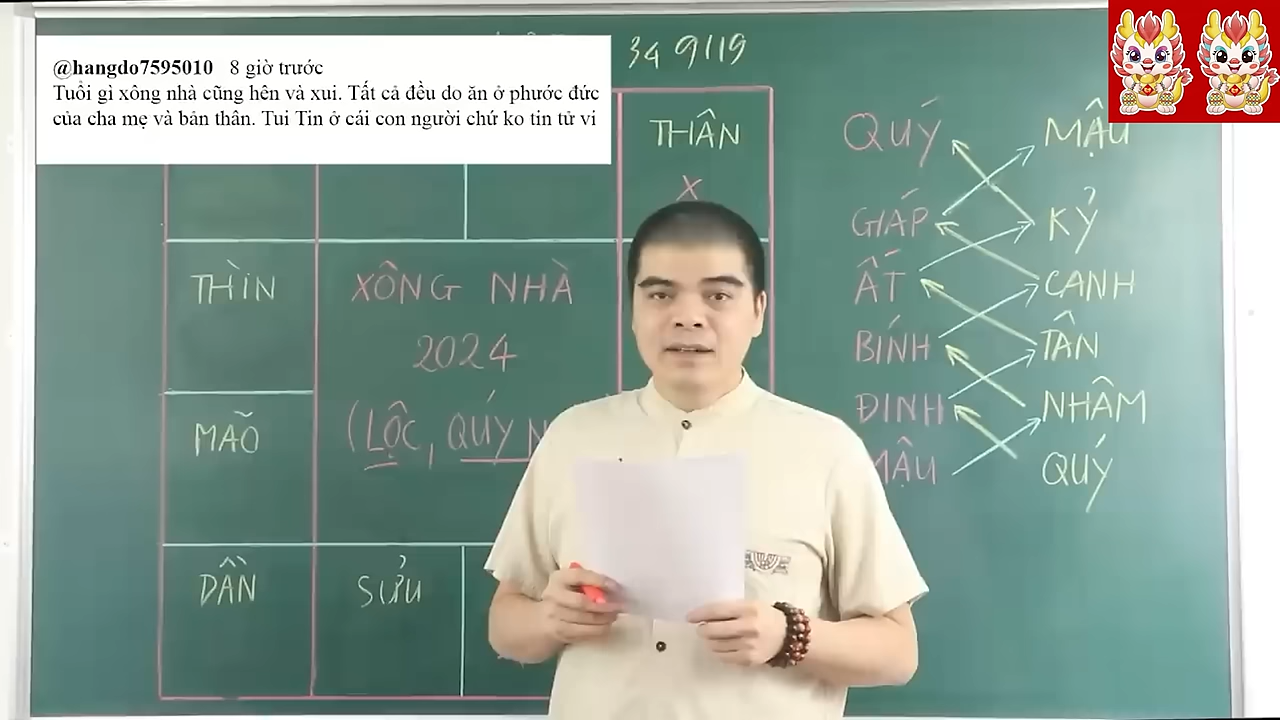 @hangdo7595010 8 giờ trước
Tuổi gì xông nhà cũng hên và xui. Tất cả đều do ăn ở phước đức
của cha mẹ và bản thân. Tui Tin ở cái con người chứ ko tin tử vi
34 9119
THÂN
X
THÌN
MÃO
DẦN
SỬU
XÔNG NHÀ
2024
(LỘC, QUÝ N
QUÝ
GIÁP
ẤT
BÍNH
ĐINH
MẬU
MẬU
KỶ
CANH
TÂN
NHÂM
QUÝ